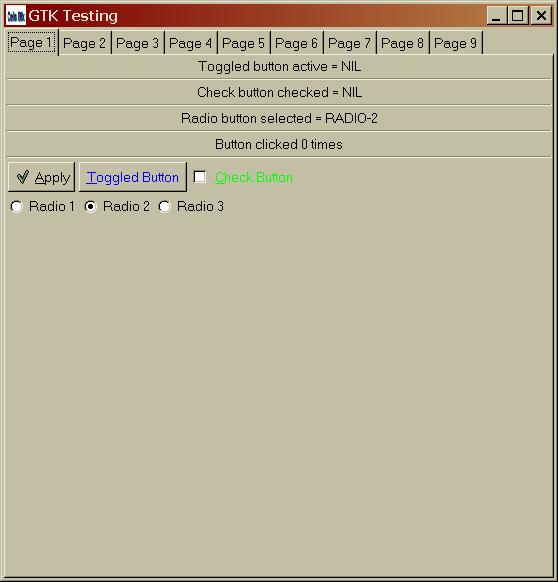 GTK Testing
Page 1 Page 2 Page 3 Page 4 Page 5 Page 6 Page 7 Page 8 Page 9
Toggled button active = NIL
Check button checked = NIL
Radio button selected = RADIO-2
Button clicked 0 times
Apply Toggled Button Check Button
Radio 1 Radio 2 Radio 3